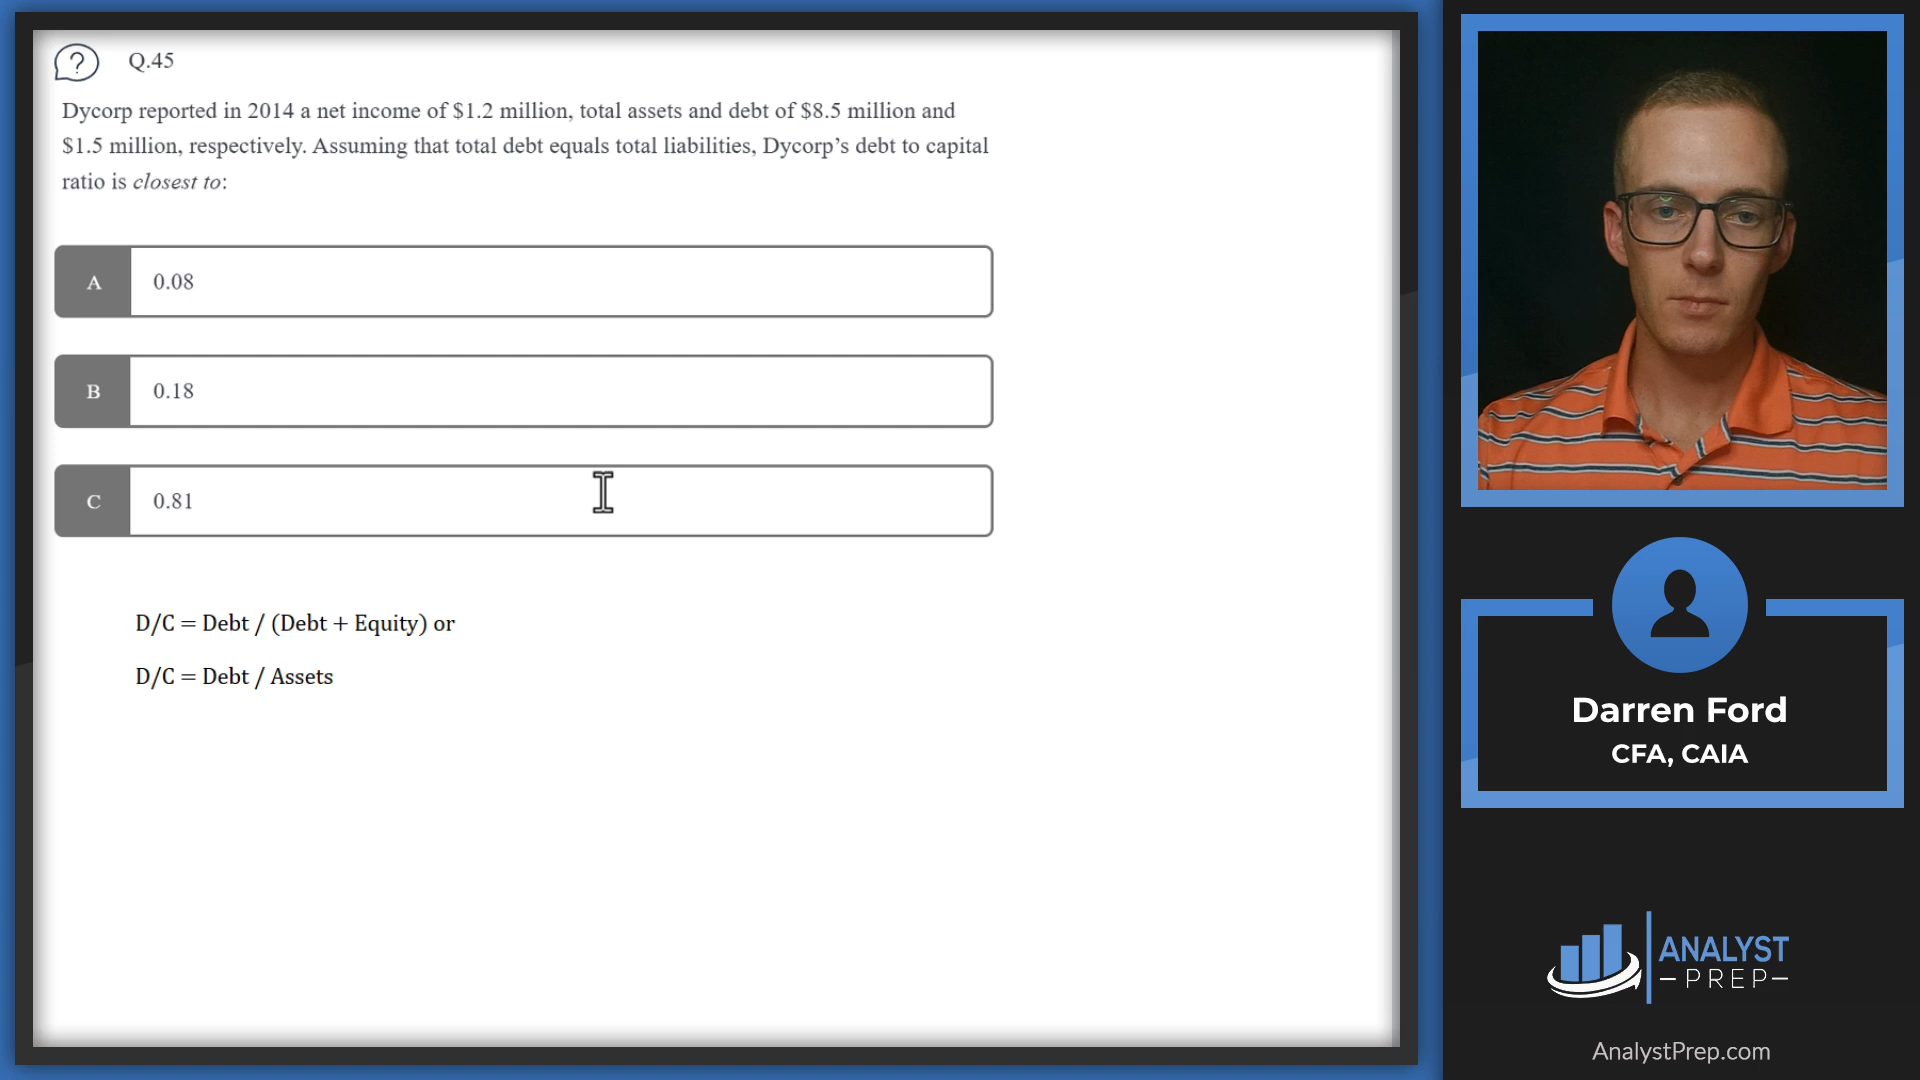 ?
Q.45
Dycorp reported in 2014 a net income of $1.2 million, total assets and debt of $8.5 million and
$1.5 million, respectively. Assuming that total debt equals total liabilities, Dycorp’s debt to capital
ratio is closest to:
A
0.08
B
0.18
C
0.81
D/C = Debt / (Debt + Equity) or
D/C = Debt / Assets
Darren Ford
CFA, CAIA
ANALYST
PREP
AnalystPrep.com